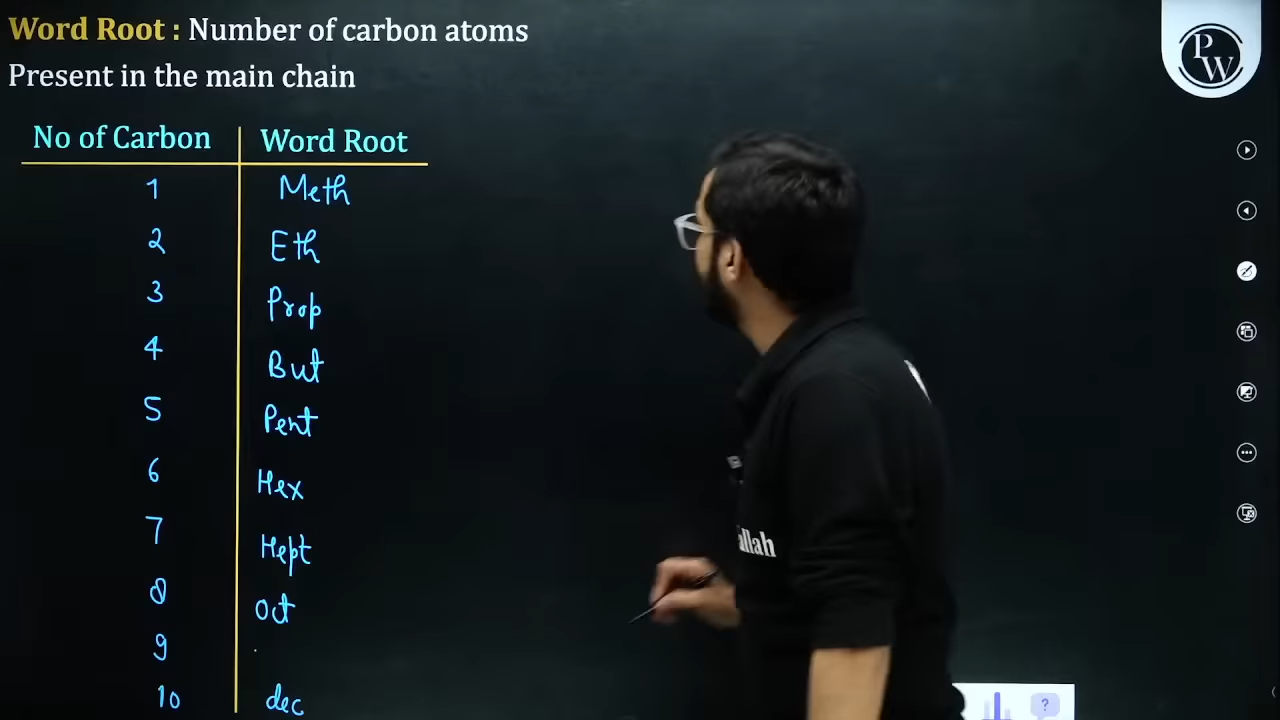 Word Root : Number of carbon atoms
Present in the main chain
PW
No of Carbon Word Root
1 Meth
2 Eth
3 Prop
4 But
5 Pent
6 Hex
7 Hept
8 Oct
9
10 dec
allah
?